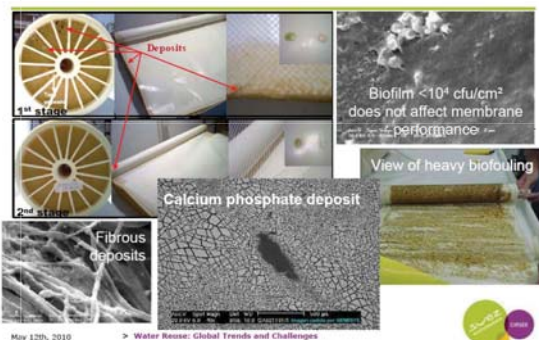 Deposits
1st stage
2nd stage
Biofilm <10⁴ cfu/cm²
does not affect membrane
performance
View of heavy biofouling
Calcium phosphate deposit
Fibrous
deposits
May 12th, 2010
> Water Reuse: Global Trends and Challenges
SUEZ